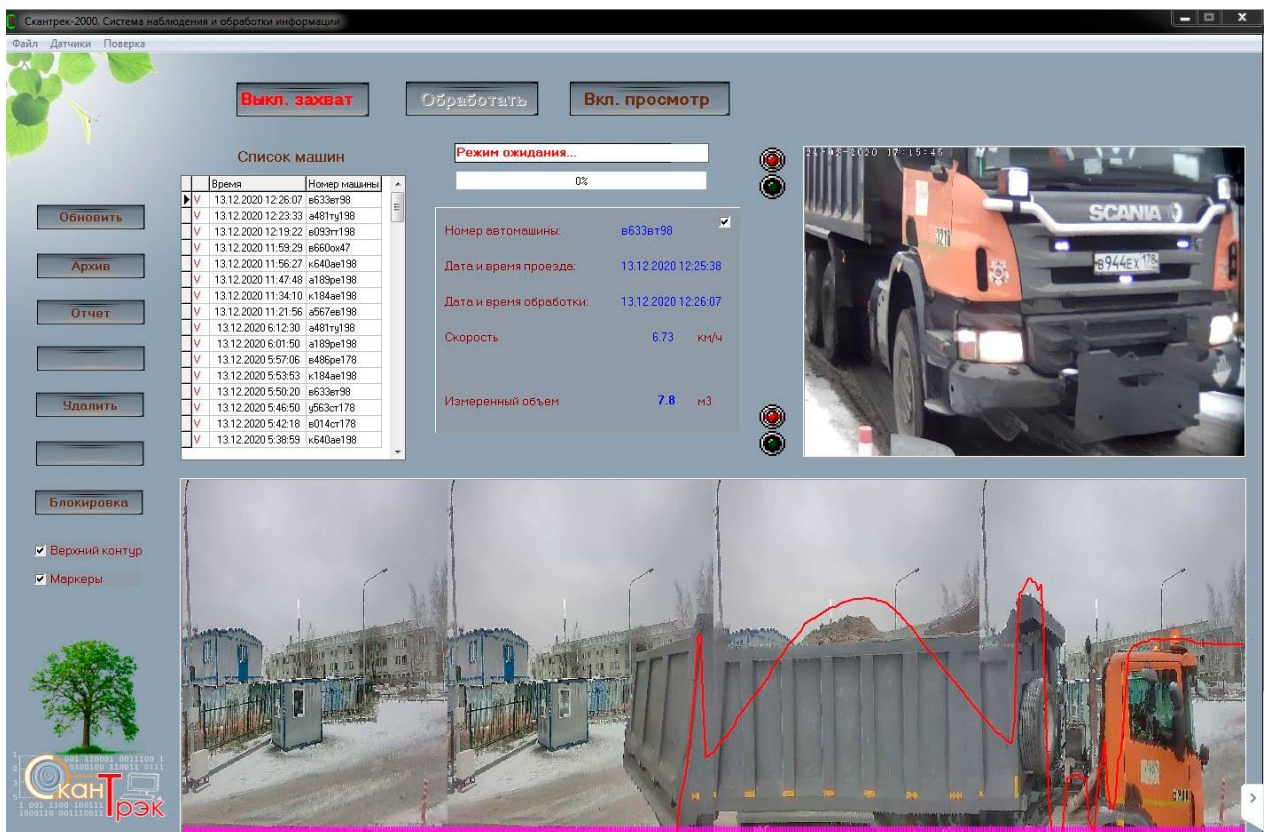 Скантрек-2000. Система наблюдения и обработки информации
Файл Датчики Поверка
Выкл. захват
Обработать
Вкл. просмотр
Список машин
Время Номер машины
V 13.12.2020 12:26:07 в633вт98
V 13.12.2020 12:23:33 а481ту198
V 13.12.2020 12:19:22 в093тт198
V 13.12.2020 11:59:29 в660ох47
V 13.12.2020 11:56:27 к640ае198
V 13.12.2020 11:47:48 а189ре198
V 13.12.2020 11:34:10 к184ае198
V 13.12.2020 11:21:56 а567ев198
V 13.12.2020 6:12:30 а481ту198
V 13.12.2020 6:01:50 а189ре198
V 13.12.2020 5:57:06 в486ре178
V 13.12.2020 5:53:53 к184ае198
V 13.12.2020 5:50:20 в633вт98
V 13.12.2020 5:46:50 у563ст178
V 13.12.2020 5:42:18 в014ст178
V 13.12.2020 5:38:59 к640ае198
Режим ожидания...
0%
Номер автомашины: в633вт98
Дата и время проезда: 13.12.2020 12:25:38
Дата и время обработки: 13.12.2020 12:26:07
Скорость 6.73 км/ч
Измеренный объем 7.8 м3
24-02-2020 17:15:45
SCANIA
В944ЕХ 178
Обновить
Архив
Отчет
Удалить
Блокировка
Верхний контур
Маркеры
СканТрэк